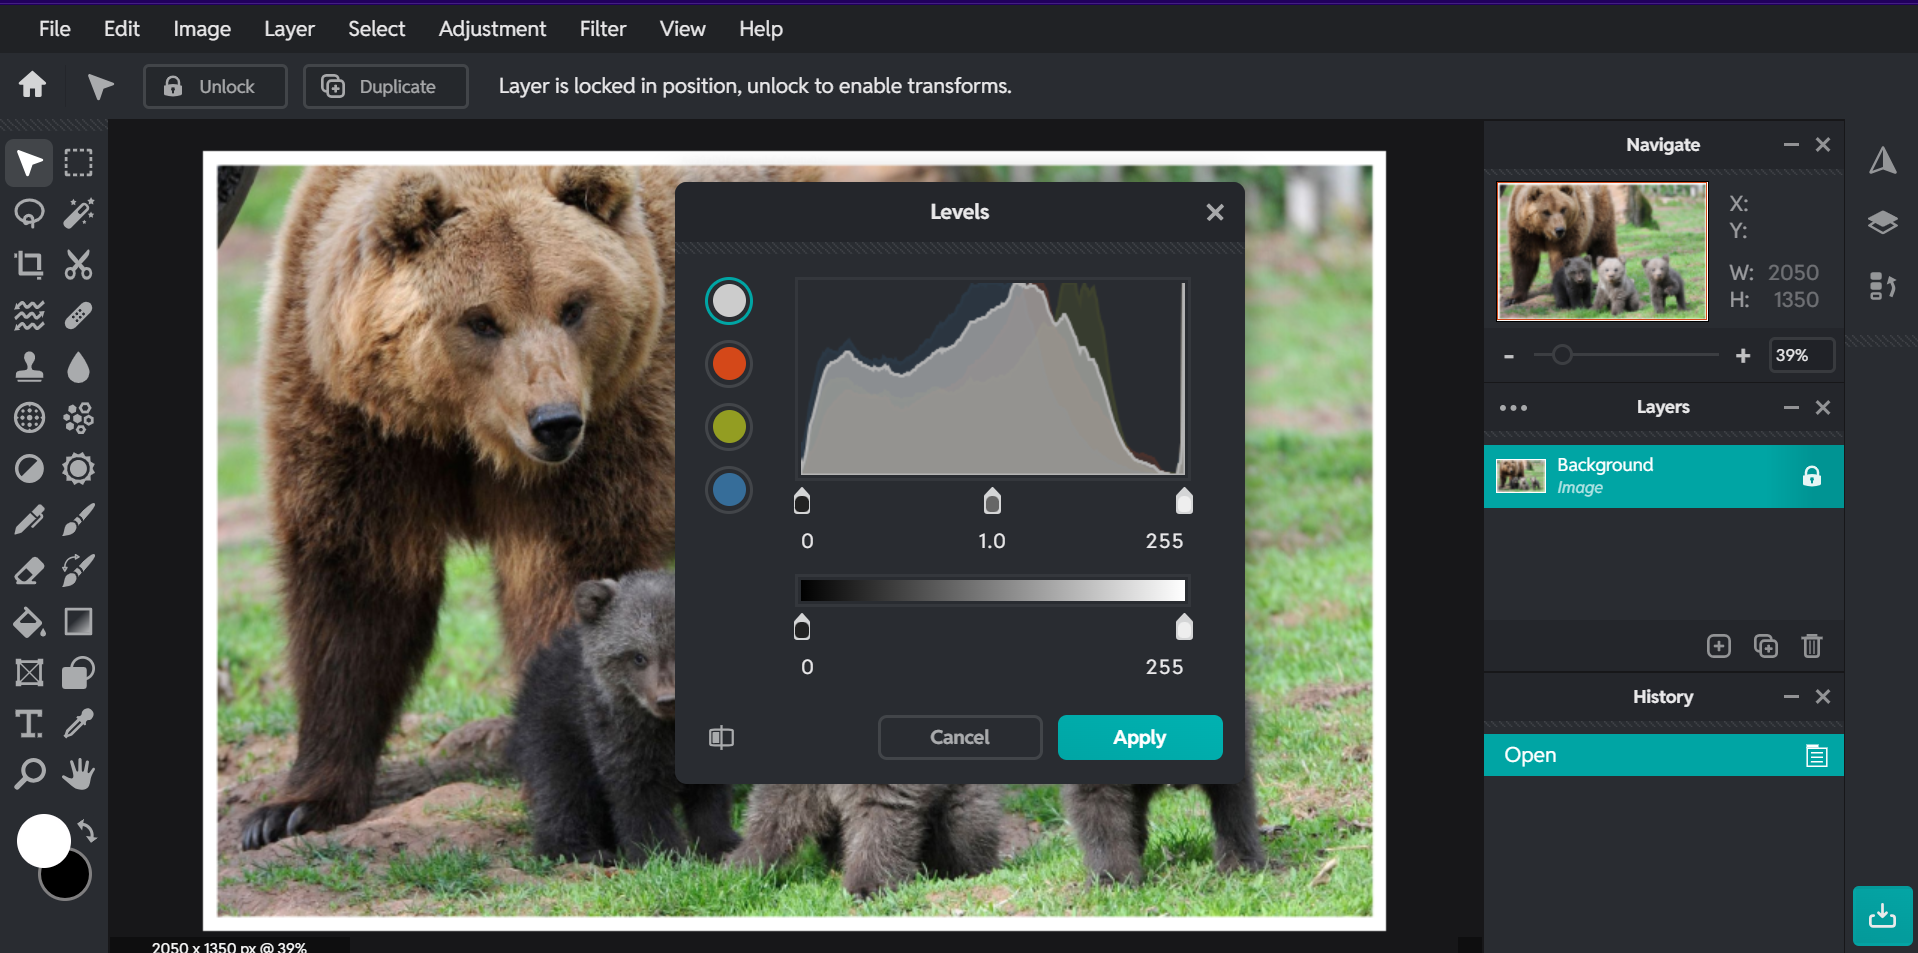 File Edit Image Layer Select Adjustment Filter View Help
Unlock Duplicate Layer is locked in position, unlock to enable transforms.
Levels
0 1.0 255
0 255
Cancel Apply
Navigate
X:
Y:
W: 2050
H: 1350
- + 39%
Layers
Background
Image
History
Open
T.
2050 x 1350 px @ 39%